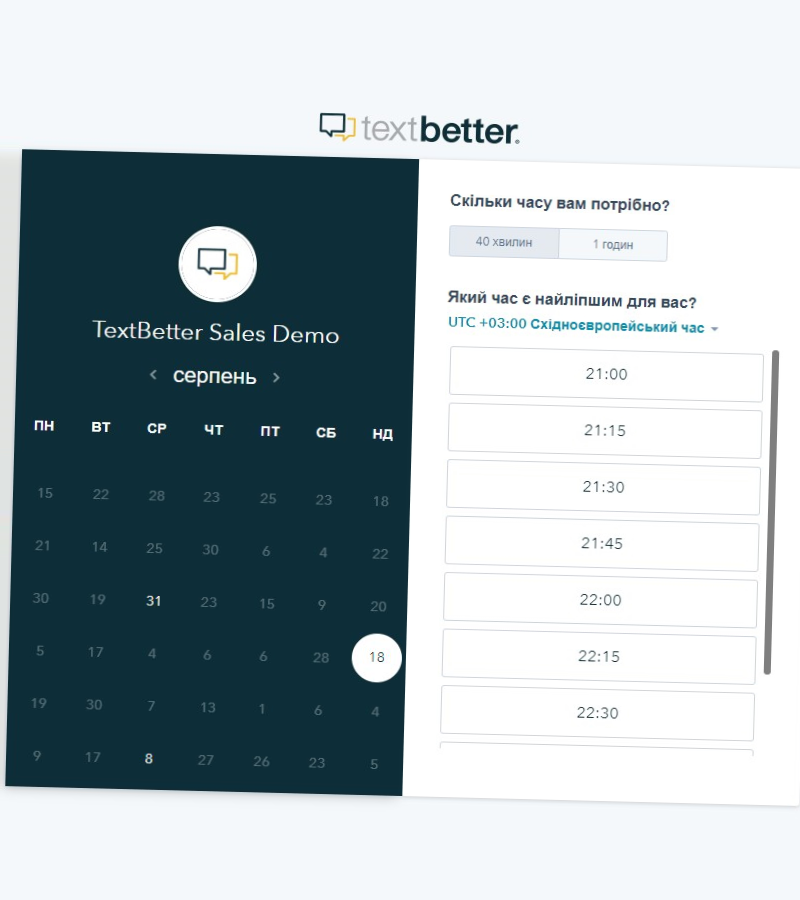 textbetter.
TextBetter Sales Demo
серпень
ПН ВТ СР ЧТ ПТ СБ НД
15 22 28 23 25 23 18
21 14 25 30 6 4 22
30 19 31 23 15 9 20
5 17 4 6 6 28 18
19 30 7 13 1 6 4
9 17 8 27 26 23 5
Скільки часу вам потрібно?
40 хвилин 1 годин
Який час є найліпшим для вас?
UTC +03:00 Східноєвропейський час
21:00
21:15
21:30
21:45
22:00
22:15
22:30